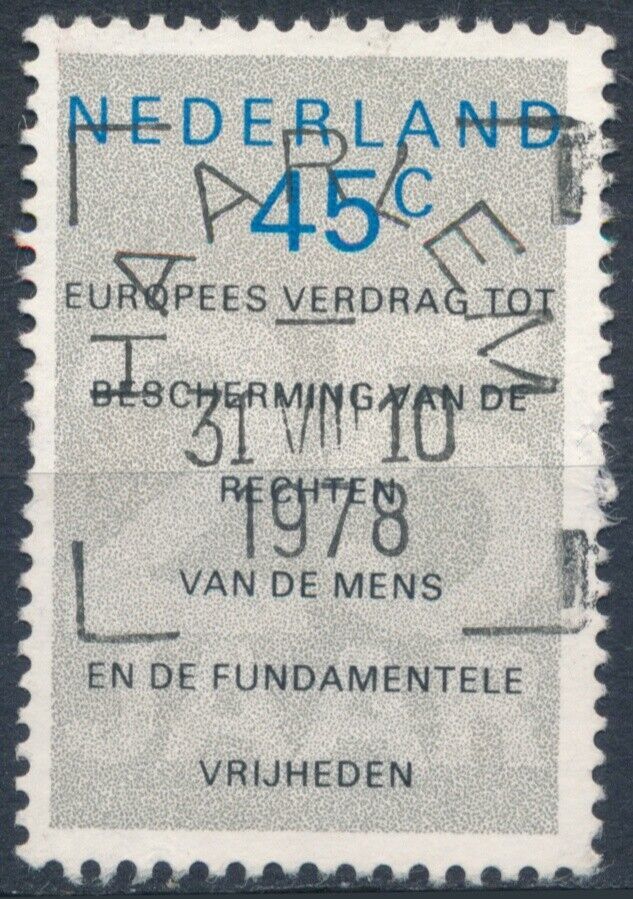 NEDERLAND
45C
HAARLEM
EUROPEES VERDRAG TOT
BESCHERMING VAN DE
31 VII 10
RECHTEN
1978
VAN DE MENS
EN DE FUNDAMENTELE
VRIJHEDEN